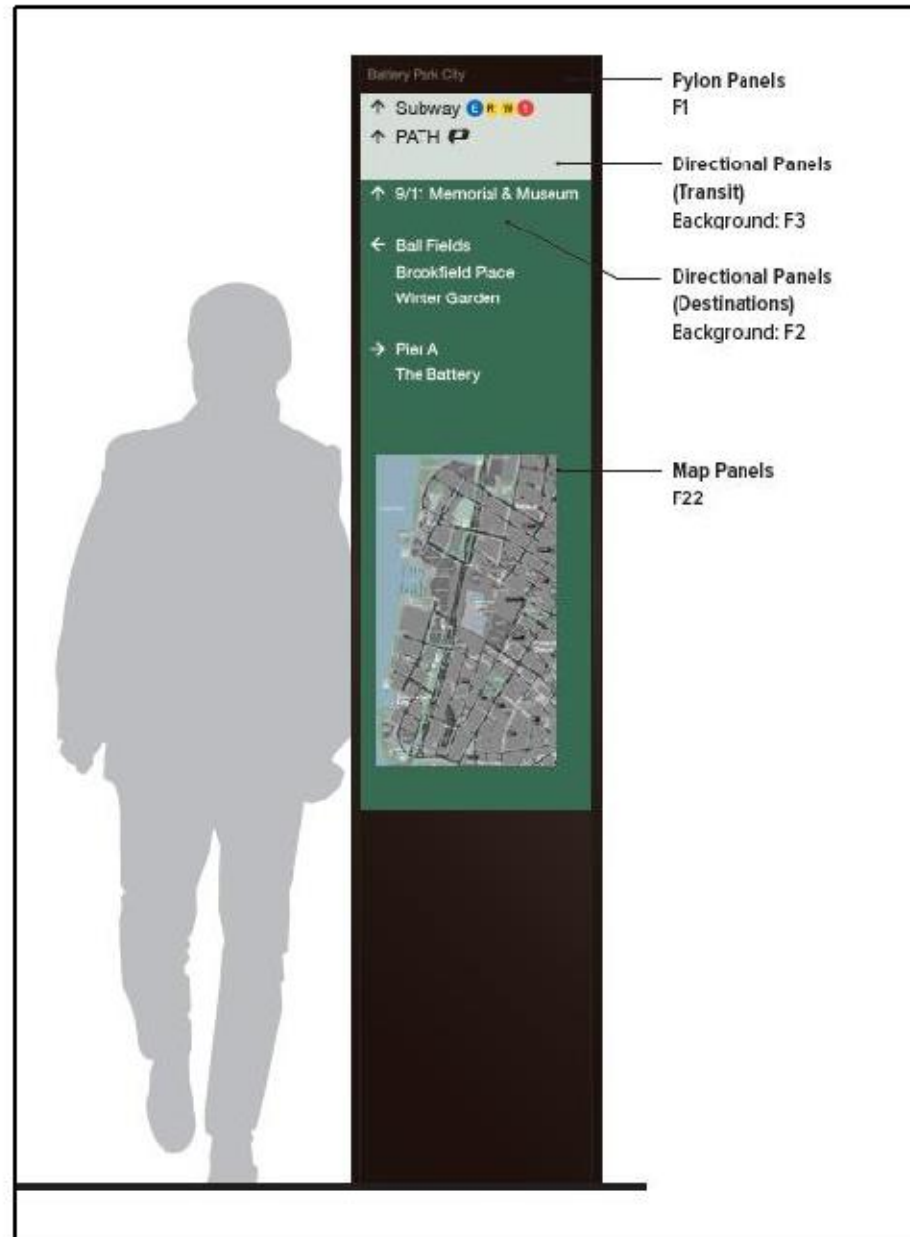 Battery Park City
↑ Subway E R W 1
↑ PATH
↑ 9/11 Memorial & Museum
← Ball Fields
Brookfield Place
Winter Garden
→ Pier A
The Battery
Pylon Panels
F1
Directional Panels
(Transit)
Background: F3
Directional Panels
(Destinations)
Background: F2
Map Panels
F22